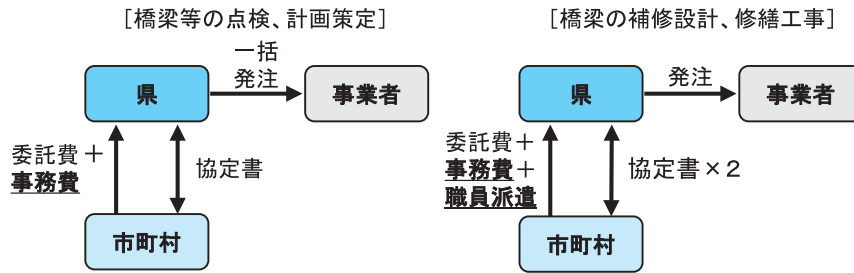 [橋梁等の点検、計画策定]
一括
発注
県
事業者
委託費＋
事務費
協定書
市町村
[橋梁の補修設計、修繕工事]
発注
県
事業者
委託費＋
事務費＋
職員派遣
協定書×2
市町村